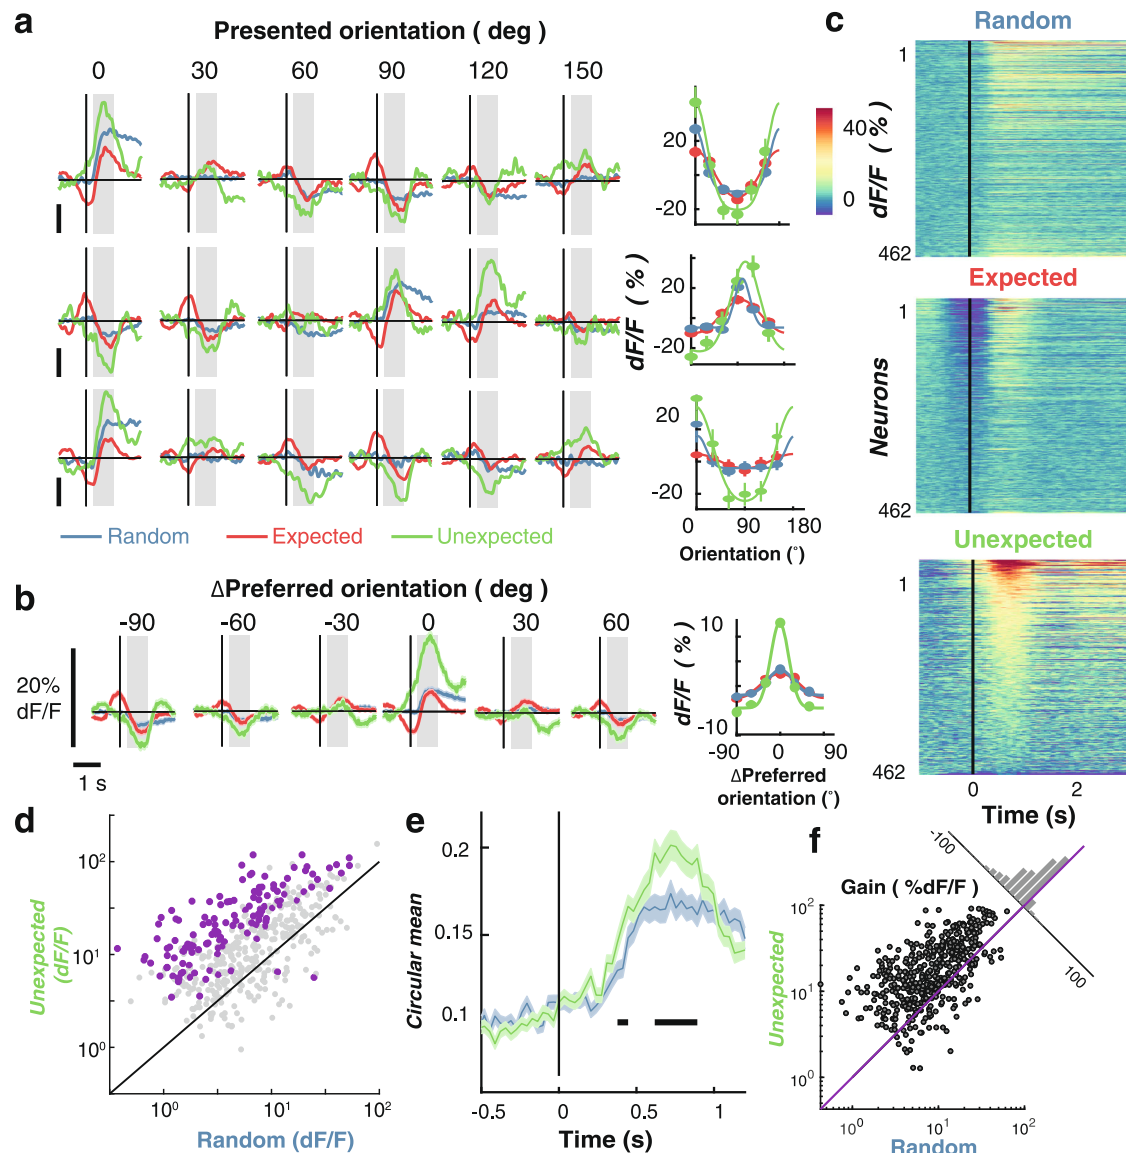 a
Presented orientation ( deg )
0 30 60 90 120 150
20
-20
dF/F ( % )
20
-20
20
-20
0 90 180
Orientation (°)
Random Expected Unexpected
c
Random
40
0
dF/F ( % )
1
462
Expected
1
Neurons
462
Unexpected
1
462
0 2
Time (s)
b
ΔPreferred orientation ( deg )
-90 -60 -30 0 30 60
20%
dF/F
1 s
dF/F ( % )
10
-10
-90 0 90
ΔPreferred
orientation (°)
d
Unexpected
(dF/F)
10²
10¹
10⁰
10⁰ 10¹ 10²
Random (dF/F)
e
Circular mean
0.2
0.15
0.1
-0.5 0 0.5 1
Time (s)
f
-100
100
Gain ( %dF/F )
Unexpected
10²
10¹
10⁰
10⁰ 10¹ 10²
Random